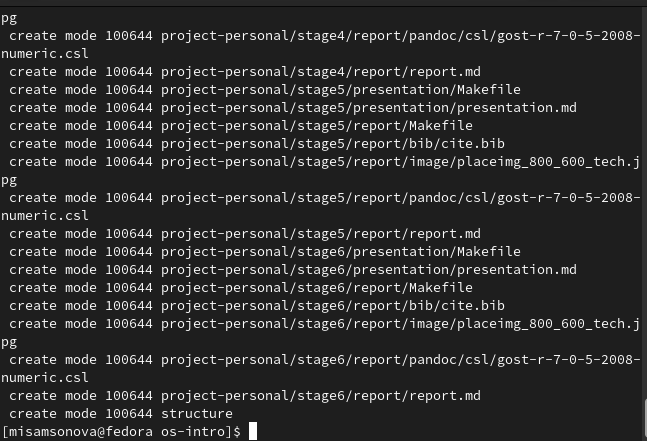 pg
 create mode 100644 project-personal/stage4/report/pandoc/csl/gost-r-7-0-5-2008-
numeric.csl
 create mode 100644 project-personal/stage4/report/report.md
 create mode 100644 project-personal/stage5/presentation/Makefile
 create mode 100644 project-personal/stage5/presentation/presentation.md
 create mode 100644 project-personal/stage5/report/Makefile
 create mode 100644 project-personal/stage5/report/bib/cite.bib
 create mode 100644 project-personal/stage5/report/image/placeimg_800_600_tech.j
pg
 create mode 100644 project-personal/stage5/report/pandoc/csl/gost-r-7-0-5-2008-
numeric.csl
 create mode 100644 project-personal/stage5/report/report.md
 create mode 100644 project-personal/stage6/presentation/Makefile
 create mode 100644 project-personal/stage6/presentation/presentation.md
 create mode 100644 project-personal/stage6/report/Makefile
 create mode 100644 project-personal/stage6/report/bib/cite.bib
 create mode 100644 project-personal/stage6/report/image/placeimg_800_600_tech.j
pg
 create mode 100644 project-personal/stage6/report/pandoc/csl/gost-r-7-0-5-2008-
numeric.csl
 create mode 100644 project-personal/stage6/report/report.md
 create mode 100644 structure
[misamsonova@fedora os-intro]$